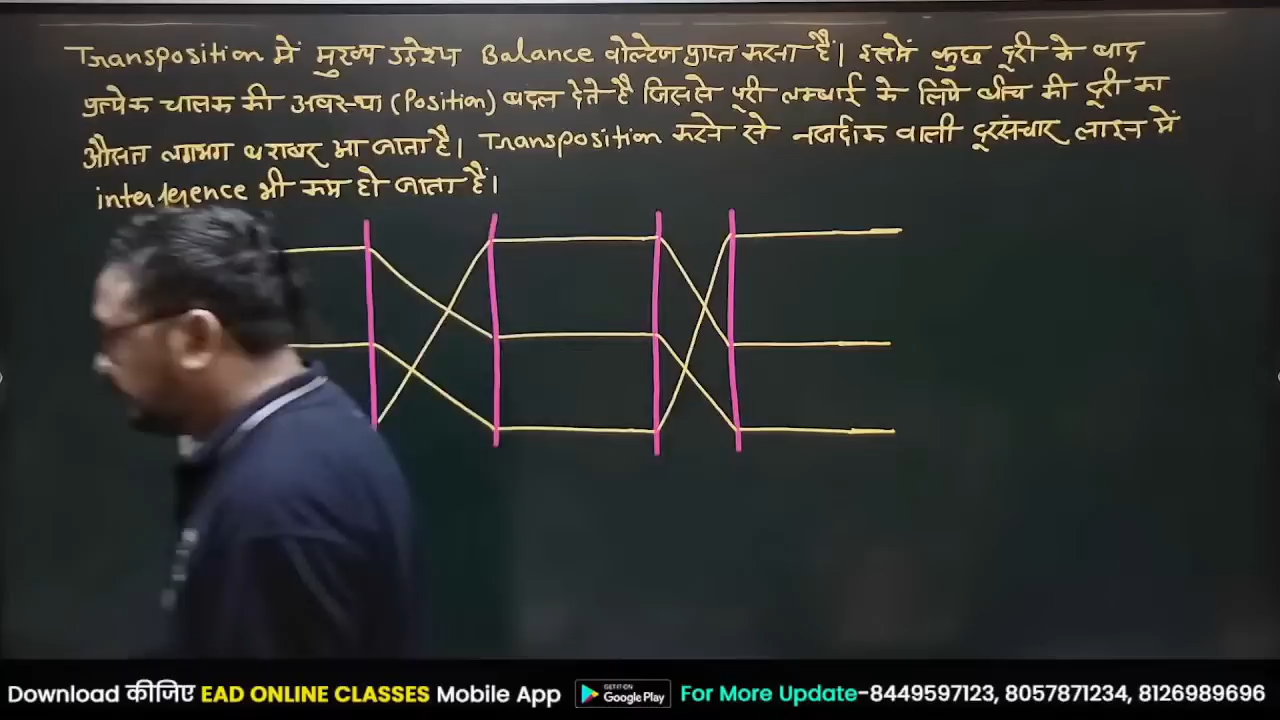 Transposition में मुख्य उद्देश्य Balance वोल्टेज प्राप्त करना है। इसमें कुछ दूरी के बाद
प्रत्येक चालक की अवस्था (Position) बदल देते है जिससे पूरी लम्बाई के लिये बीच की दूरी का
औसत लगभग बराबर आ जाता है। Transposition करने से नजदीक वाली दूरसंचार लाइन में
interference भी कम हो जाता है।
Download कीजिए EAD ONLINE CLASSES Mobile App GET IT ON Google Play For More Update-8449597123, 8057871234, 8126989696